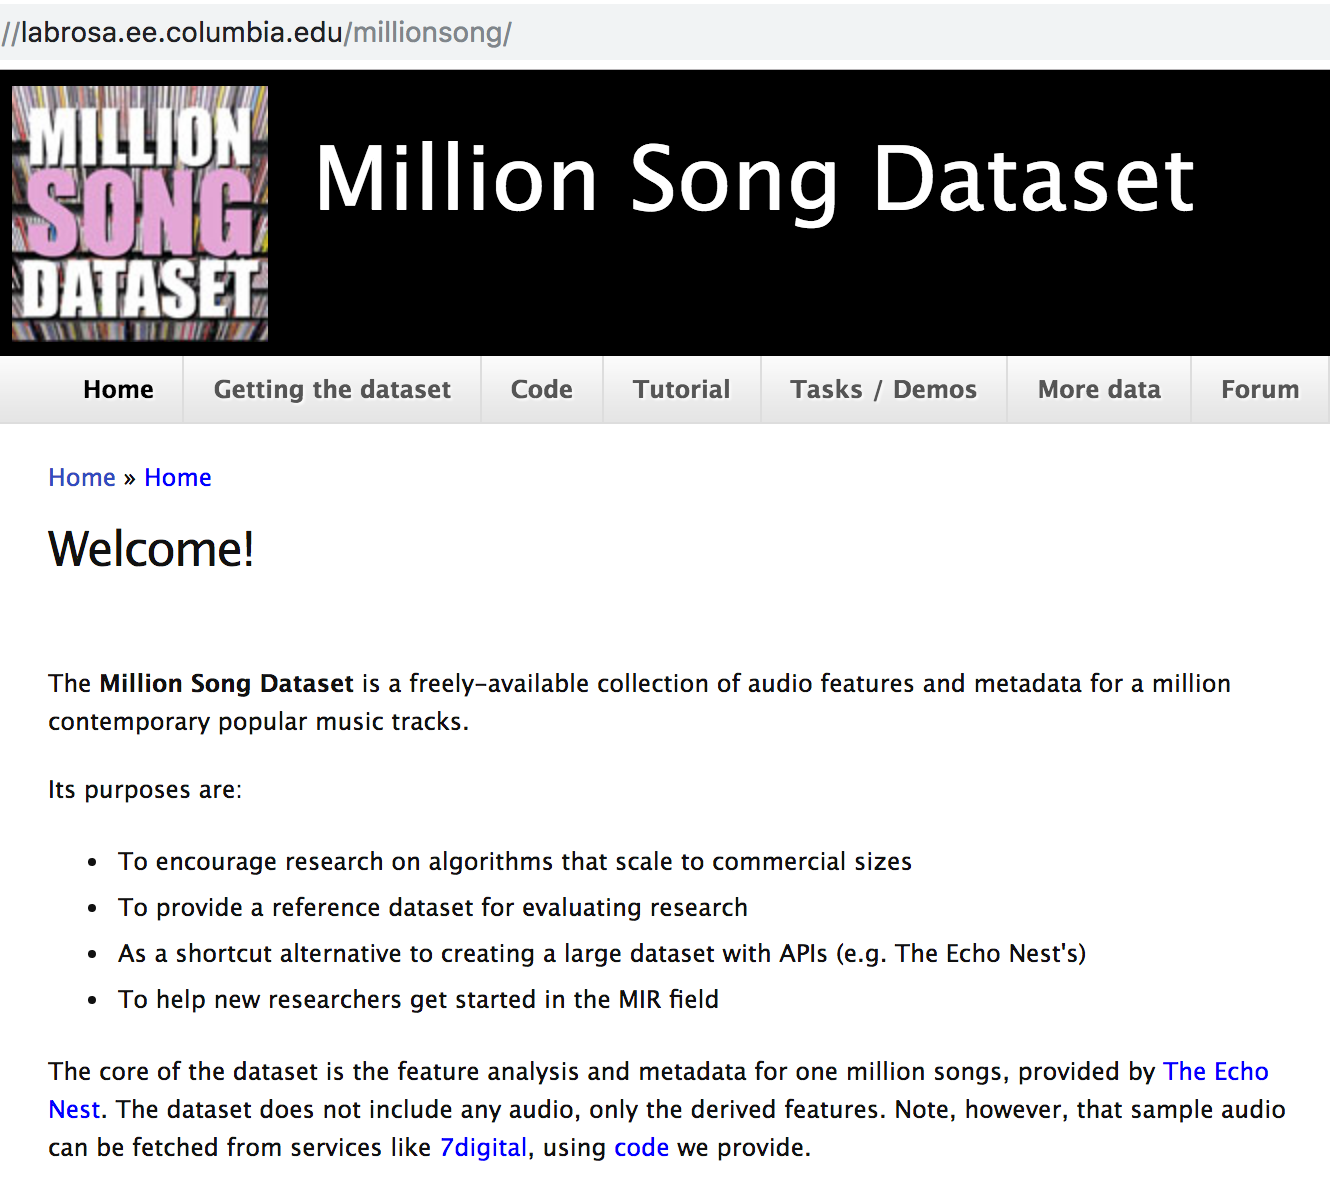 //labrosa.ee.columbia.edu/millionsong/
MILLION
SONG
DATASET
Million Song Dataset
Home Getting the dataset Code Tutorial Tasks / Demos More data Forum
Home » Home
Welcome!
The Million Song Dataset is a freely-available collection of audio features and metadata for a million
contemporary popular music tracks.
Its purposes are:
• To encourage research on algorithms that scale to commercial sizes
• To provide a reference dataset for evaluating research
• As a shortcut alternative to creating a large dataset with APIs (e.g. The Echo Nest's)
• To help new researchers get started in the MIR field
The core of the dataset is the feature analysis and metadata for one million songs, provided by The Echo
Nest. The dataset does not include any audio, only the derived features. Note, however, that sample audio
can be fetched from services like 7digital, using code we provide.